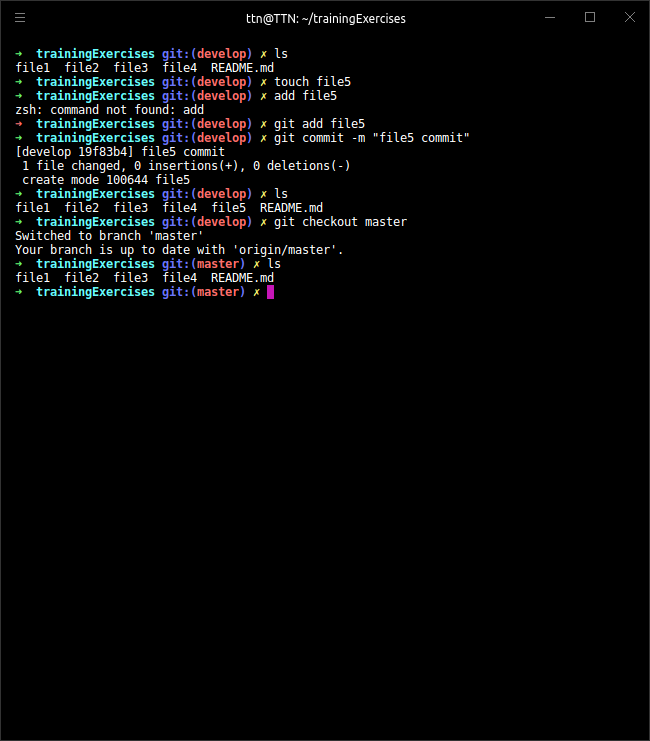 ttn@TTN: ~/trainingExercises
➜  trainingExercises git:(develop) ✗ ls
file1  file2  file3  file4  README.md
➜  trainingExercises git:(develop) ✗ touch file5
➜  trainingExercises git:(develop) ✗ add file5
zsh: command not found: add
➜  trainingExercises git:(develop) ✗ git add file5
➜  trainingExercises git:(develop) ✗ git commit -m "file5 commit"
[develop 19f83b4] file5 commit
 1 file changed, 0 insertions(+), 0 deletions(-)
 create mode 100644 file5
➜  trainingExercises git:(develop) ✗ ls
file1  file2  file3  file4  file5  README.md
➜  trainingExercises git:(develop) ✗ git checkout master
Switched to branch 'master'
Your branch is up to date with 'origin/master'.
➜  trainingExercises git:(master) ✗ ls
file1  file2  file3  file4  README.md
➜  trainingExercises git:(master) ✗